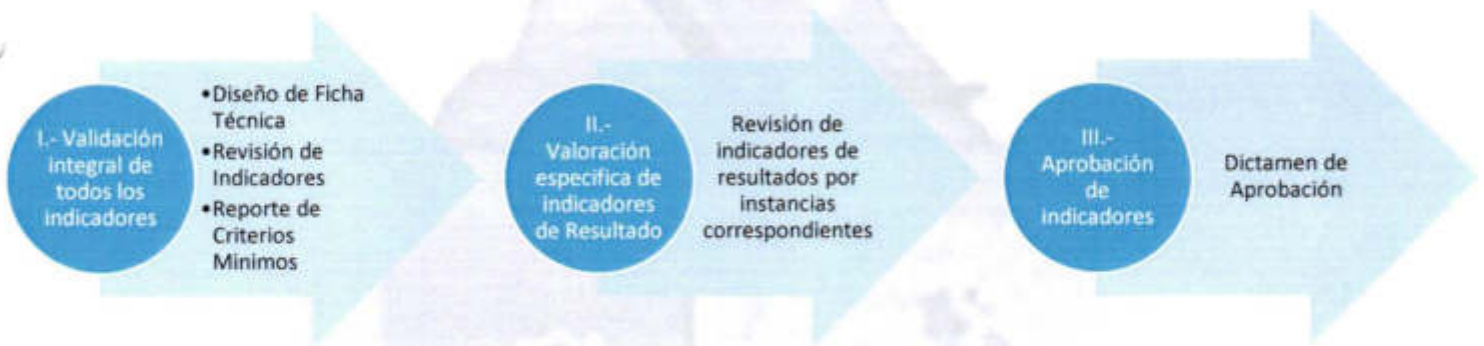 I.- Validación
integral de
todos los
indicadores
•Diseño de Ficha
Técnica
•Revisión de
Indicadores
•Reporte de
Criterios
Minimos
II.-
Valoración
especifica de
indicadores
de Resultado
Revisión de
indicadores de
resultados por
instancias
correspondientes
III.-
Aprobación
de
indicadores
Dictamen de
Aprobación